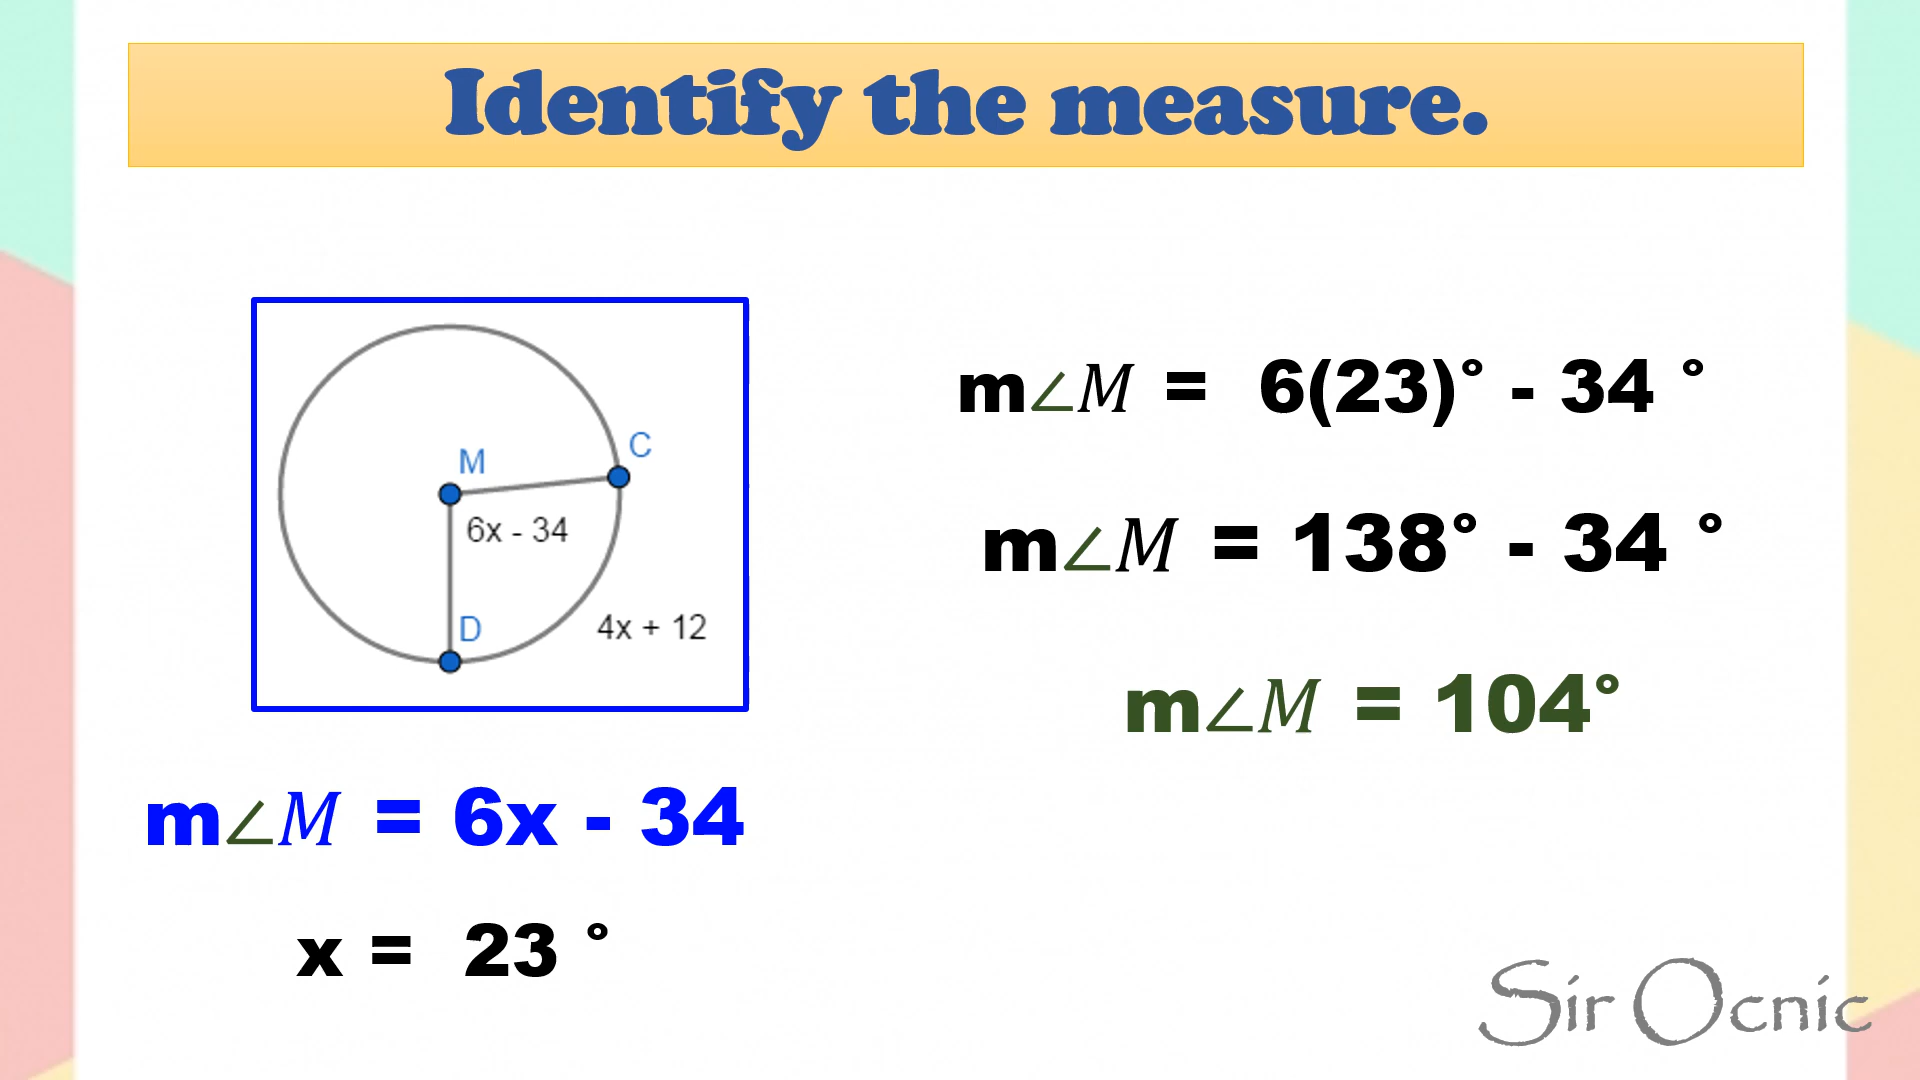 Identify the measure.
M
C
6x - 34
D
4x + 12
m∠M = 6x - 34
x = 23 °
m∠M = 6(23)° - 34 °
m∠M = 138° - 34 °
m∠M = 104°
Sir Ocnic